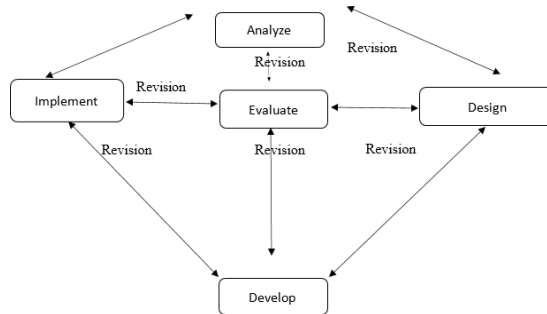 Analyze
Revision
Revision
Revision
Implement
Evaluate
Design
Revision
Revision
Revision
Develop